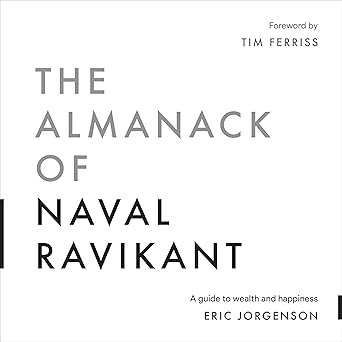 Foreword by
TIM FERRISS
THE
ALMANACK
OF
NAVAL
RAVIKANT
A guide to wealth and happiness
ERIC JORGENSON